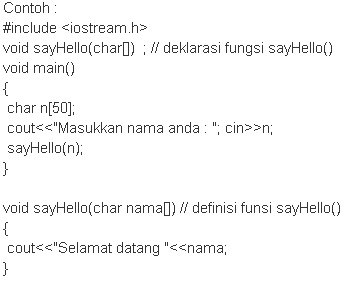 Contoh :
#include <iostream.h>
void sayHello(char[])  ; // deklarasi fungsi sayHello()
void main()
{
 char n[50];
 cout<<"Masukkan nama anda : "; cin>>n;
 sayHello(n);
}

void sayHello(char nama[]) // definisi funsi sayHello()
{
 cout<<"Selamat datang "<<nama;
}